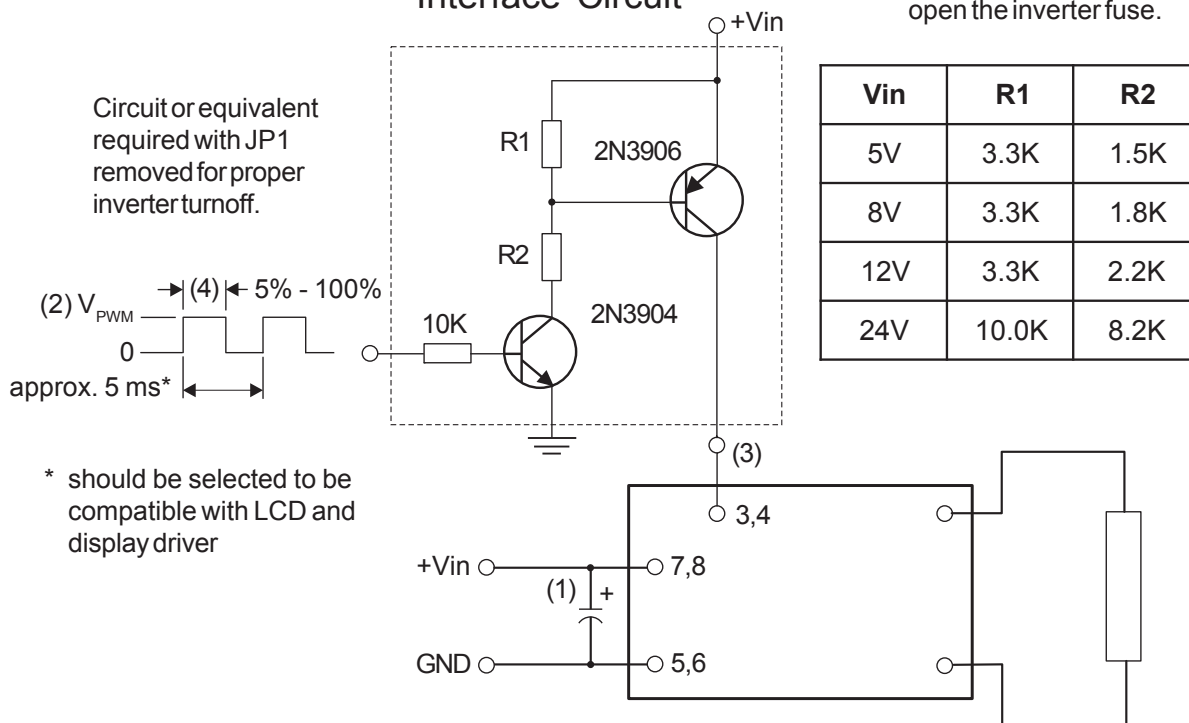 Interface Circuit
open the inverter fuse.
+Vin
Circuit or equivalent
required with JP1
removed for proper
inverter turnoff.
R1
2N3906
R2
(2) VPWM
(4)
5% - 100%
0
approx. 5 ms*
10K
2N3904
Vin R1 R2
5V 3.3K 1.5K
8V 3.3K 1.8K
12V 3.3K 2.2K
24V 10.0K 8.2K
* should be selected to be
compatible with LCD and
display driver
(3)
3,4
+Vin
7,8
(1)
+
GND
5,6